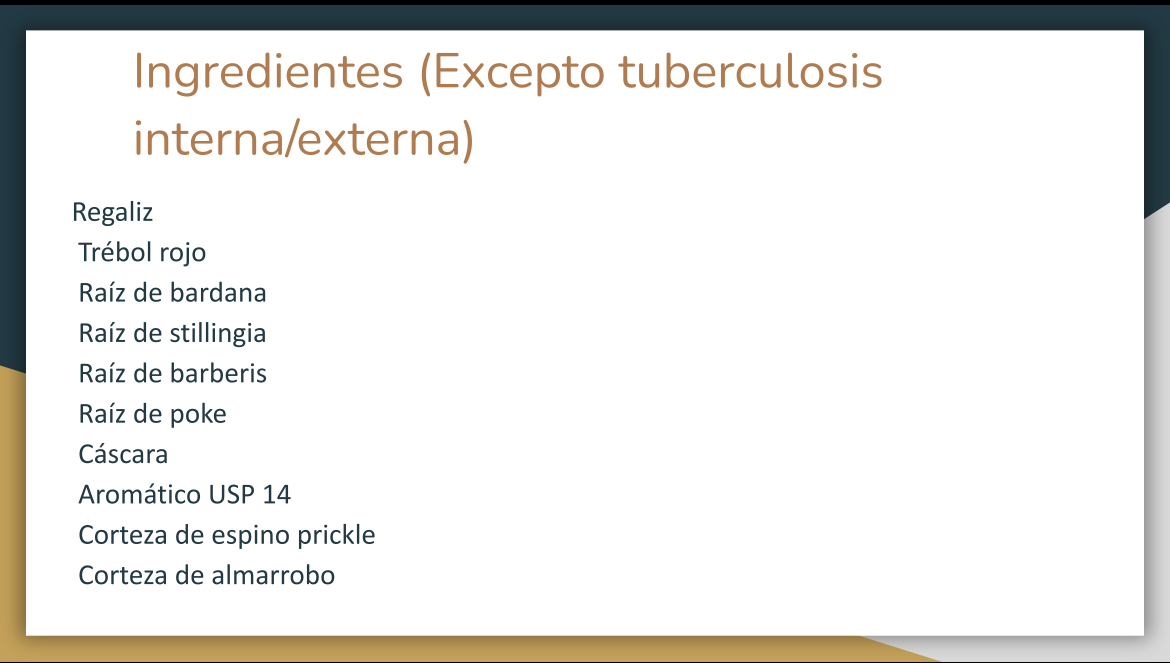 Ingredientes (Excepto tuberculosis
interna/externa)
Regaliz
Trébol rojo
Raíz de bardana
Raíz de stillingia
Raíz de barberis
Raíz de poke
Cáscara
Aromático USP 14
Corteza de espino prickle
Corteza de almarrobo